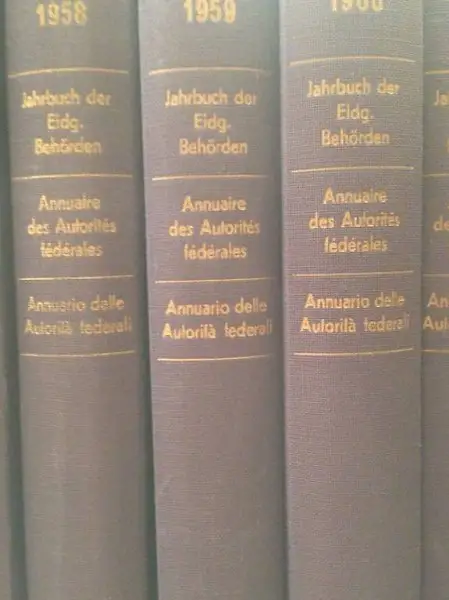 1958
Jahrbuch der
Eidg.
Behörden
Annuaire
des Autorités
fédérales
Annuario delle
Autorità federali
1959
Jahrbuch der
Eidg.
Behörden
Annuaire
des Autorités
fédérales
Annuario delle
Autorità federali
1960
Jahrbuch der
Eidg.
Behörden
Annuaire
des Autorités
fédérales
Annuario delle
Autorità federali